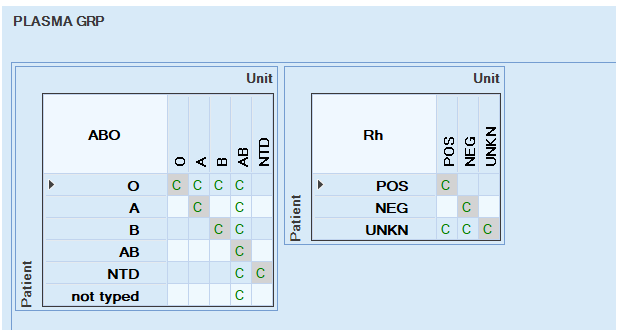 PLASMA GRP
Unit
ABO O A B AB NTD
O C C C C
A C C
B C C
AB C
NTD C C
not typed C
Patient
Unit
Rh POS NEG UNKN
POS C
NEG C
UNKN C C C
Patient